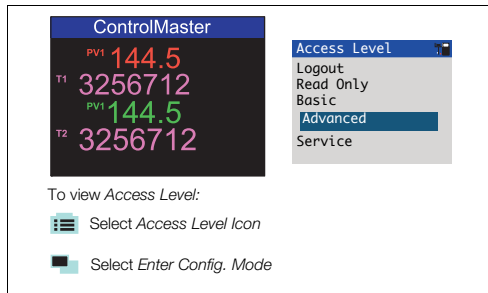 ControlMaster
PV1 144.5
T1 3256712
PV1 144.5
T2 3256712
Access Level
Logout
Read Only
Basic
Advanced
Service
To view Access Level:
Select Access Level Icon
Select Enter Config. Mode